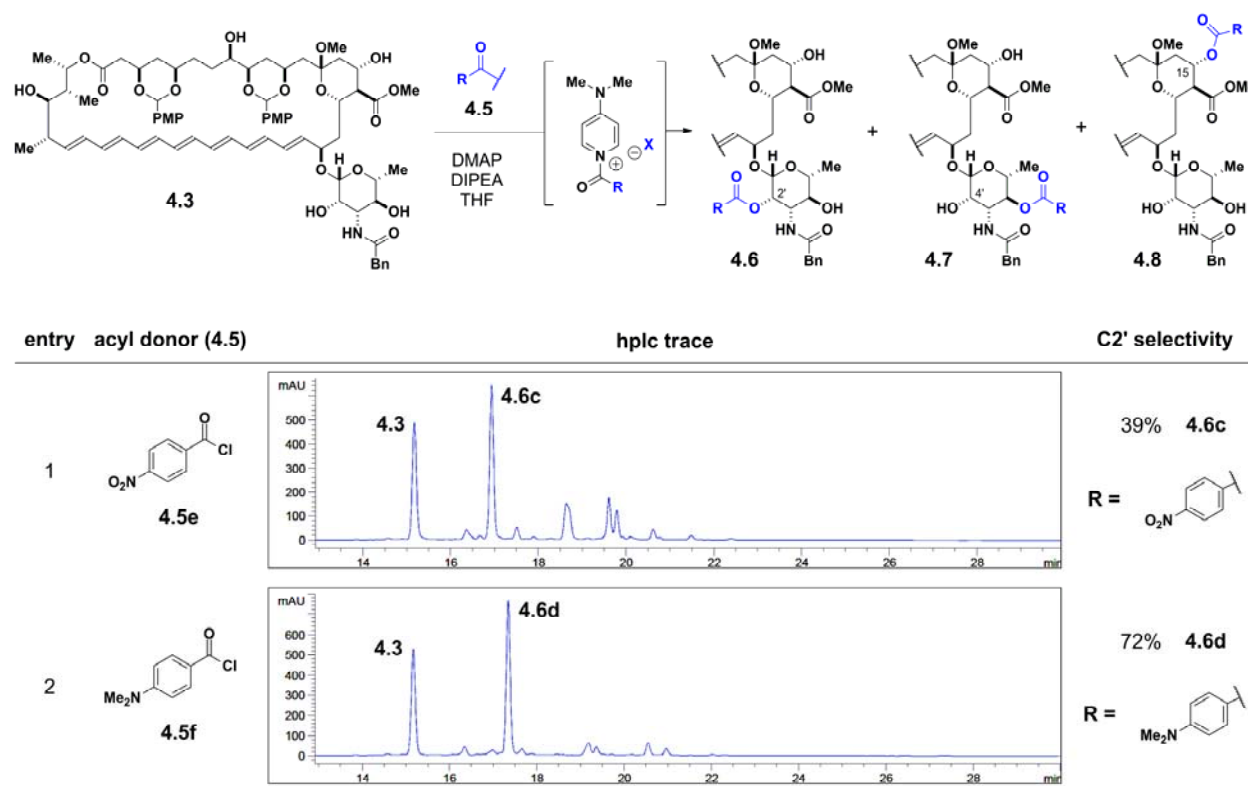 OH
O
OMe
OH
Me
Me
O
O
R
4.5
DMAP
DIPEA
THF
HO
Me
Me
O
O
O
O
PMP
PMP
O
OMe
O
4.3
O
H
O
Me
HO
OH
HN
O
Bn
Me
N
Me
N
+
−
X
O
R
OMe
OH
O
OMe
O
O
H
O
Me
O
2'
R
O
OH
HN
O
Bn
4.6
+
OMe
OH
O
OMe
O
O
H
O
Me
O
4'
HO
O
R
HN
O
Bn
4.7
+
O
R
OMe
O
15
O
OM
O
O
H
O
Me
HO
OH
HN
O
Bn
4.8
entry acyl donor (4.5) hplc trace C2' selectivity
1
O
Cl
O2N
4.5e
mAU
500
400
300
200
100
0
4.3
4.6c
14 16 18 20 22 24 26 28 min
39% 4.6c
R =
NO2
2
O
Cl
Me2N
4.5f
mAU
600
500
400
300
200
100
0
4.3
4.6d
14 16 18 20 22 24 26 28 min
72% 4.6d
R =
Me2N